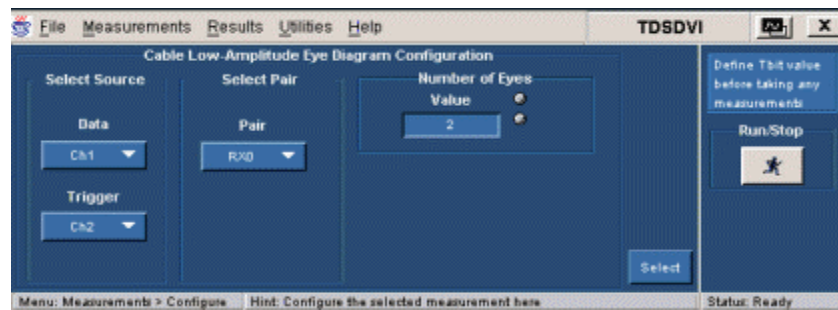 File Measurements Results Utilities Help TDSDVI X
Cable Low-Amplitude Eye Diagram Configuration
Select Source
Data
Ch1
Trigger
Ch2
Select Pair
Pair
RX0
Number of Eyes
Value
2
Select
Define Tbit value
before taking any
measurements
Run/Stop
Menu: Measurements > Configure Hint: Configure the selected measurement here Status: Ready